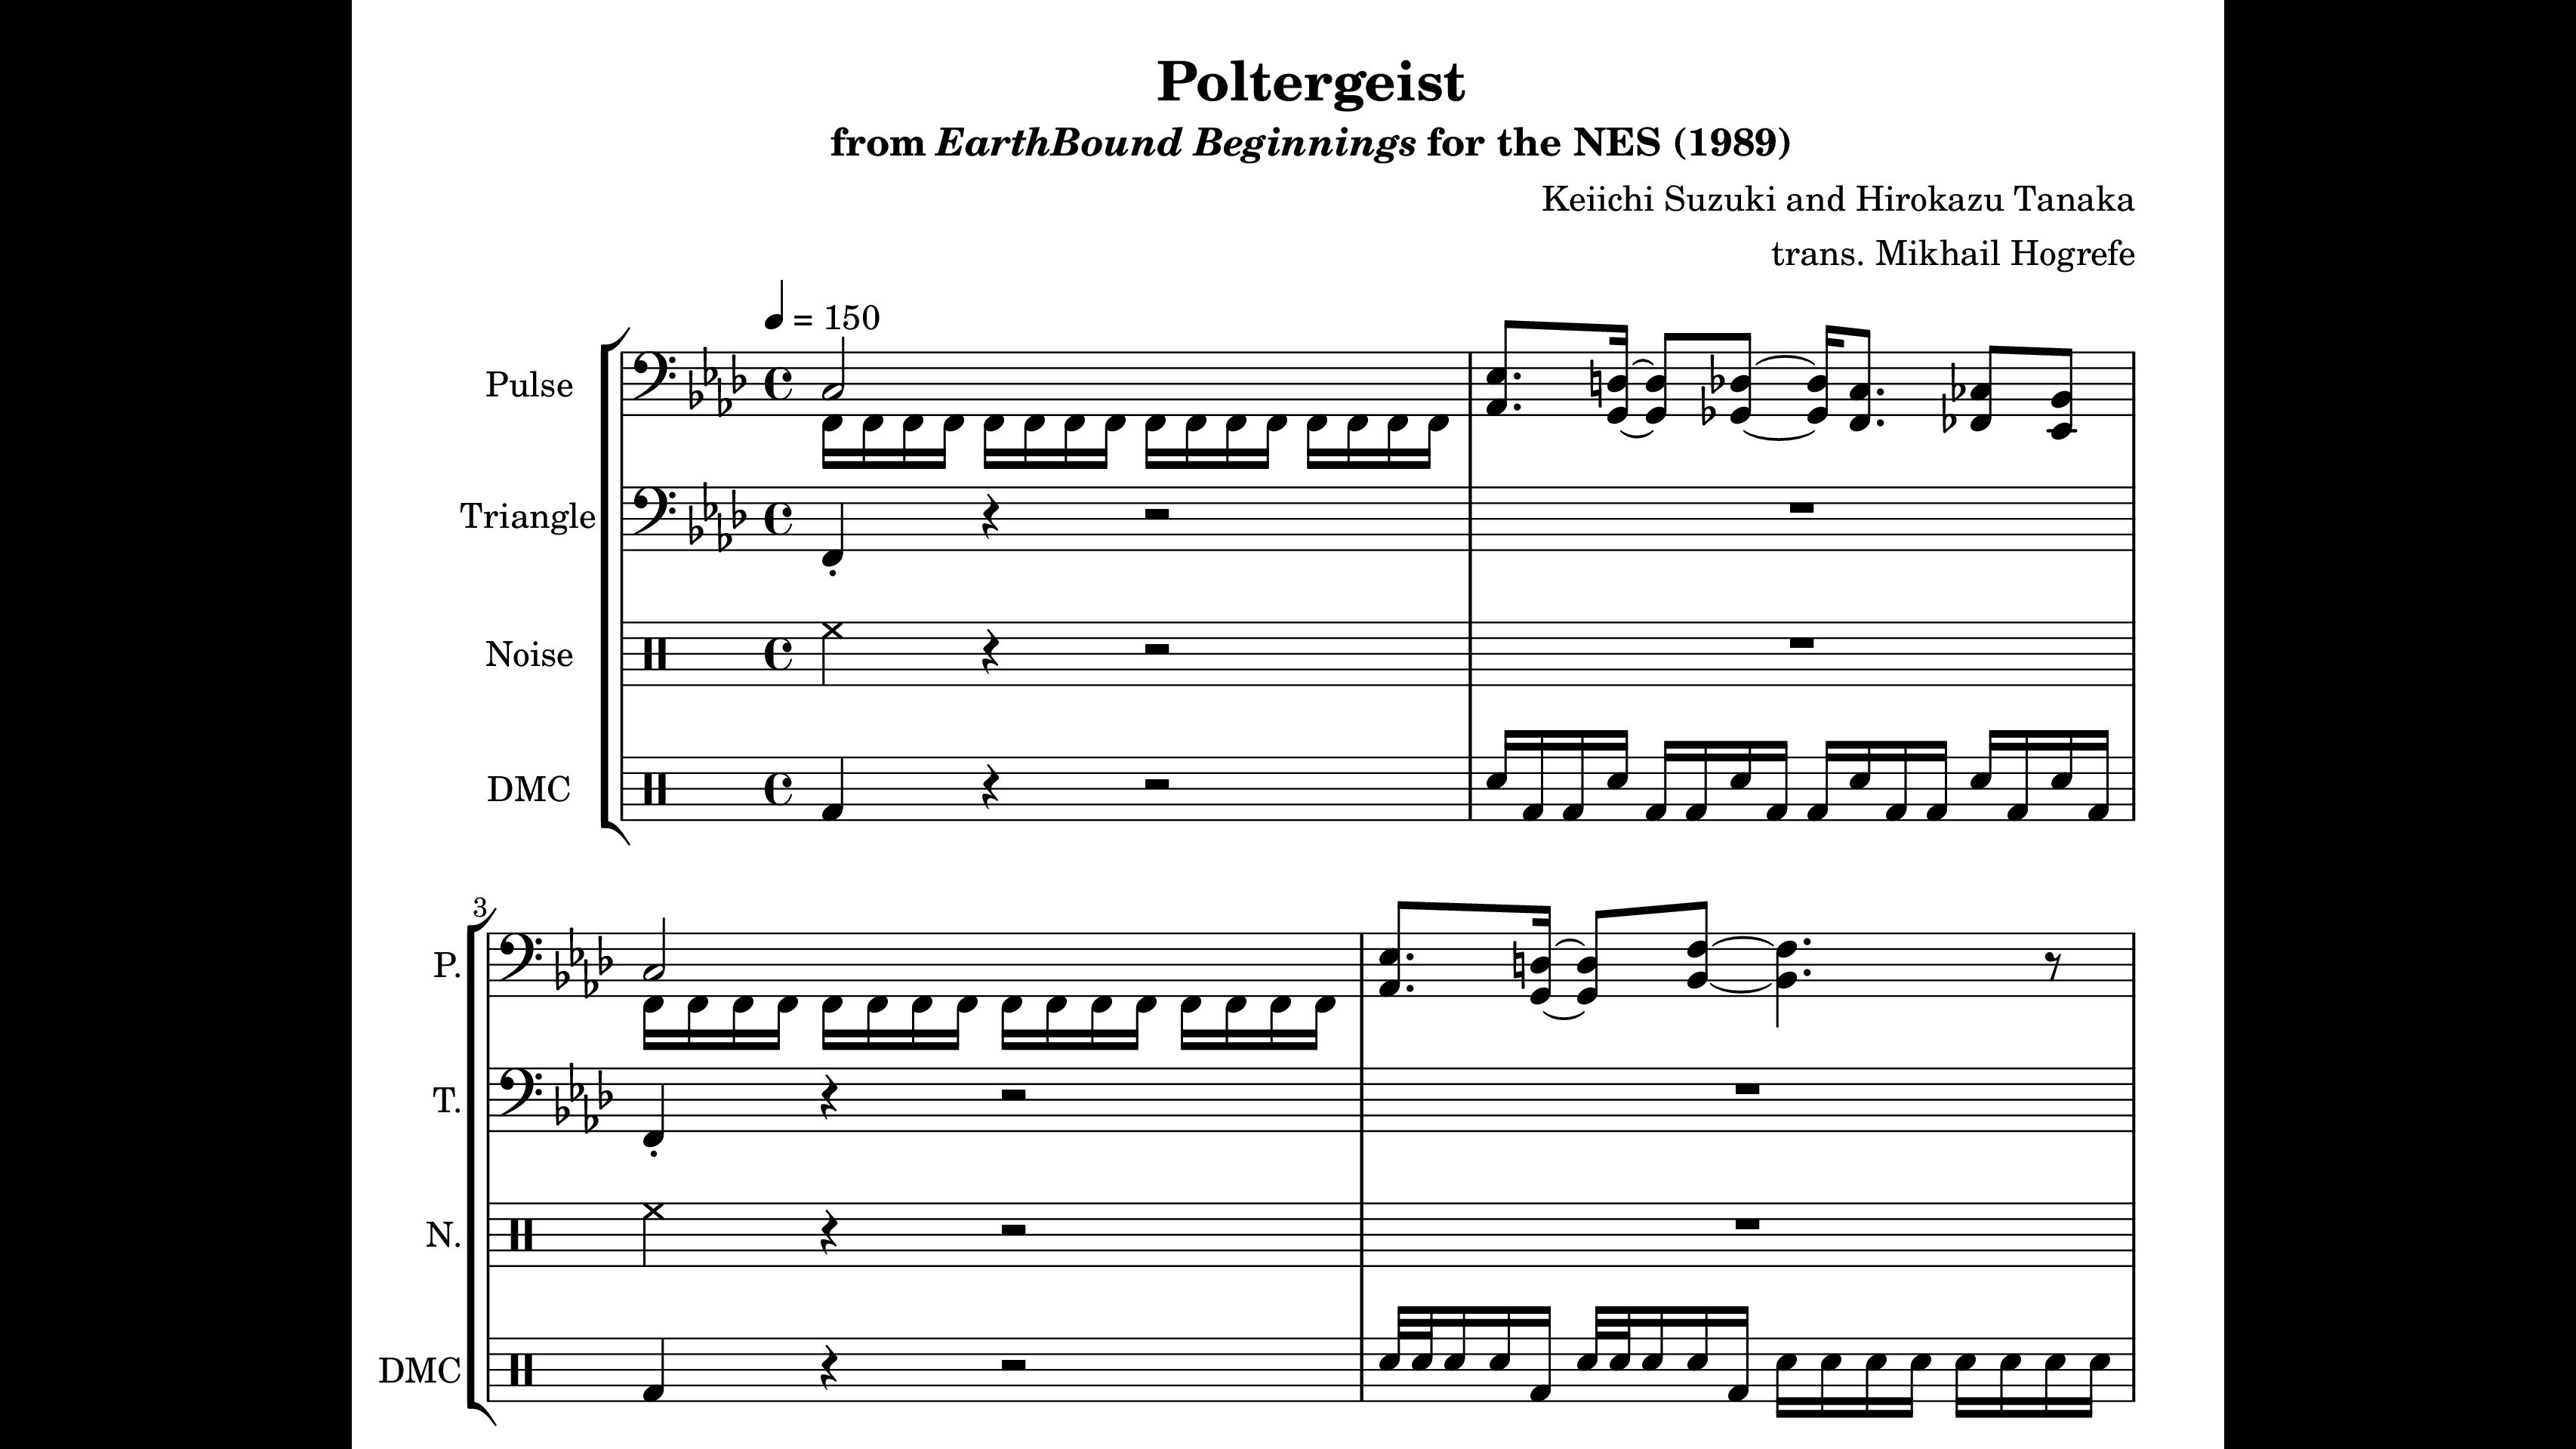 Poltergeist
from EarthBound Beginnings for the NES (1989)
Keiichi Suzuki and Hirokazu Tanaka
trans. Mikhail Hogrefe
= 150
Pulse
Triangle
Noise
DMC
3
P.
T.
N.
DMC